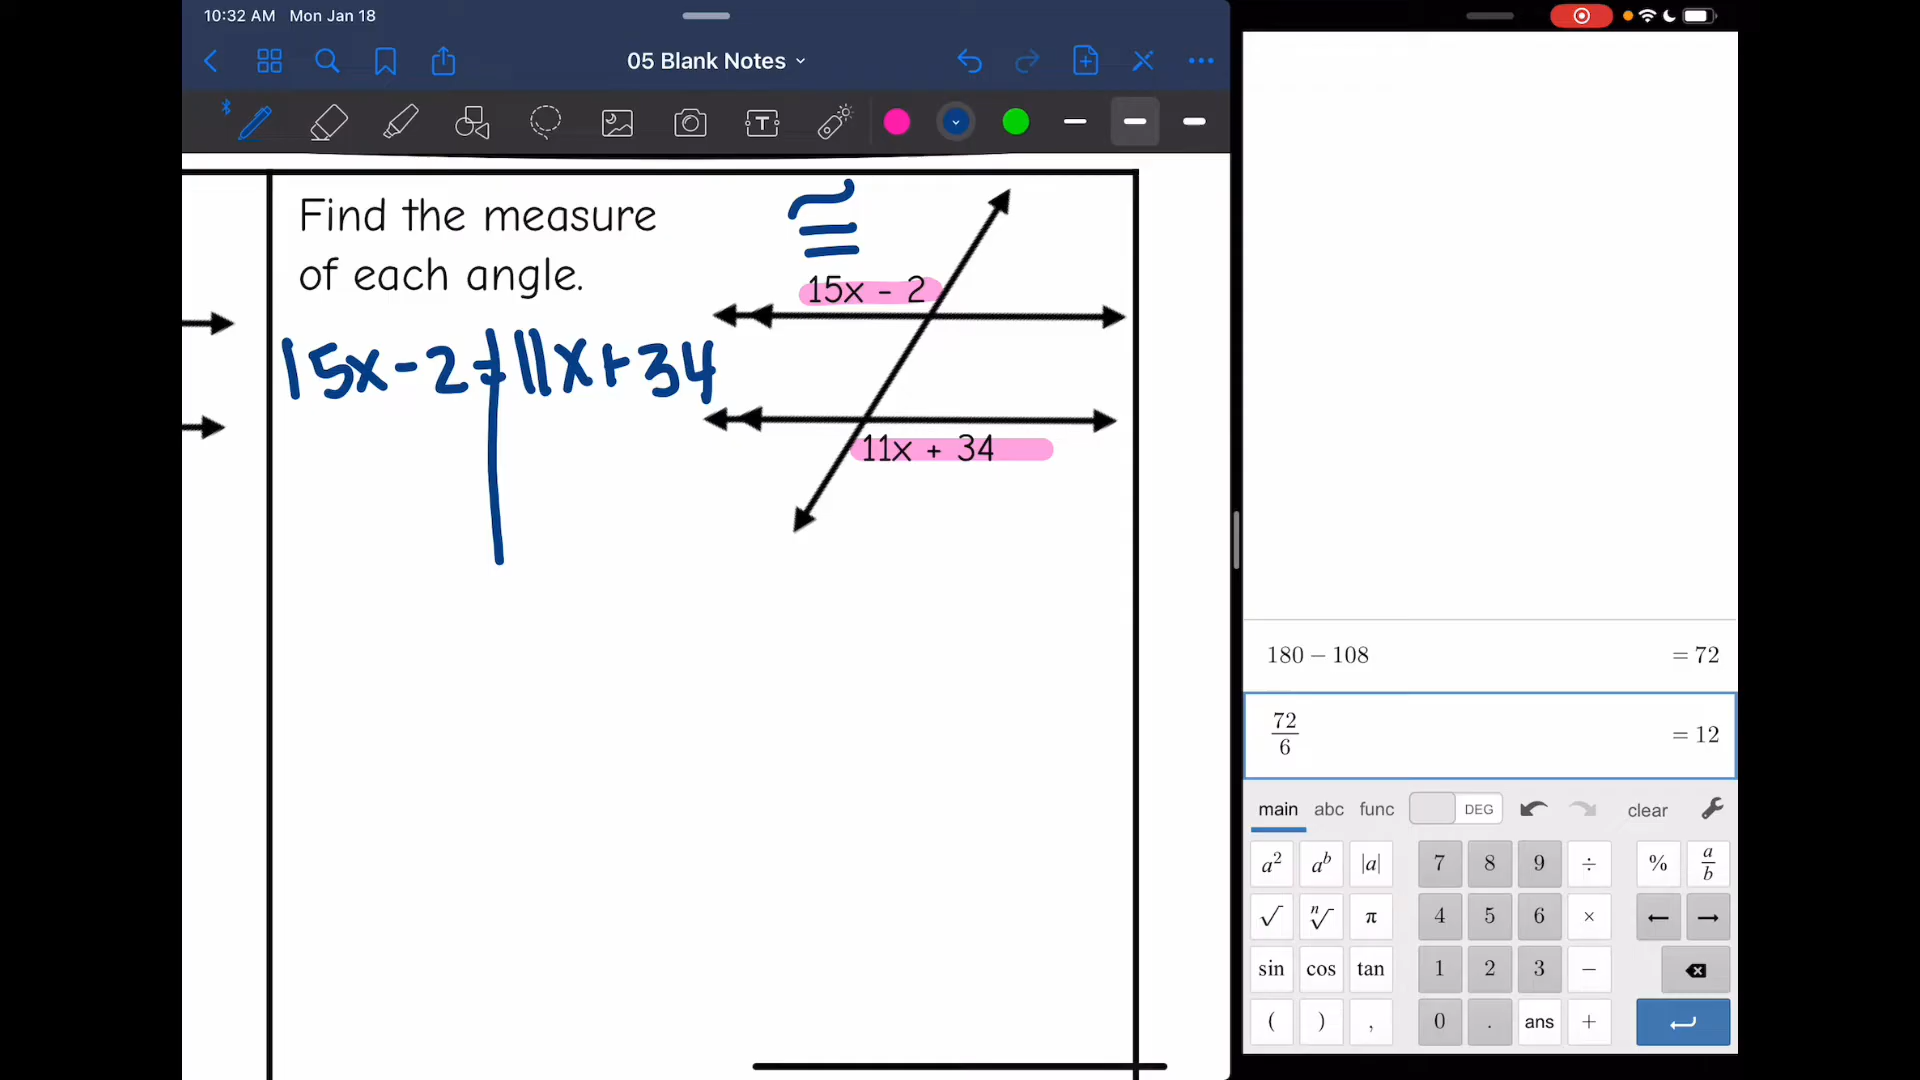 10:32 AM Mon Jan 18
05 Blank Notes
T
Find the measure
of each angle.
≅
15x - 2
15x - 2 = 11x + 34
11x + 34
180 − 108 = 72
72/6 = 12
main abc func DEG clear
a² aᵇ |a| 7 8 9 ÷ % a/b
√ ⁿ√ π 4 5 6 × ← →
sin cos tan 1 2 3 −
( ) , 0 . ans +